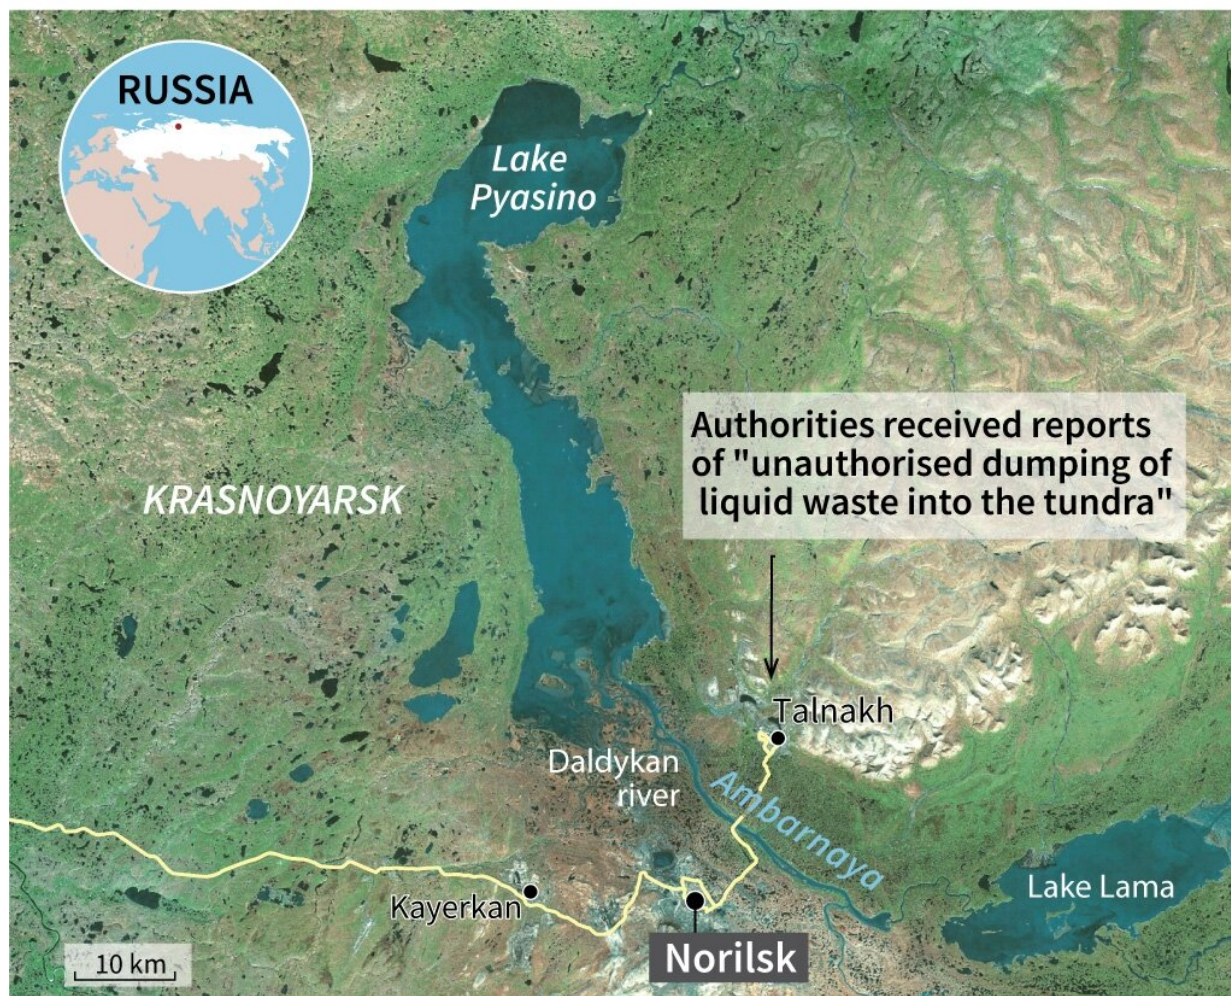 RUSSIA
Lake
Pyasino
Authorities received reports
of "unauthorised dumping of
liquid waste into the tundra"
KRASNOYARSK
Talnakh
Daldykan
river
Ambarnaya
Kayerkan
Lake Lama
Norilsk
10 km